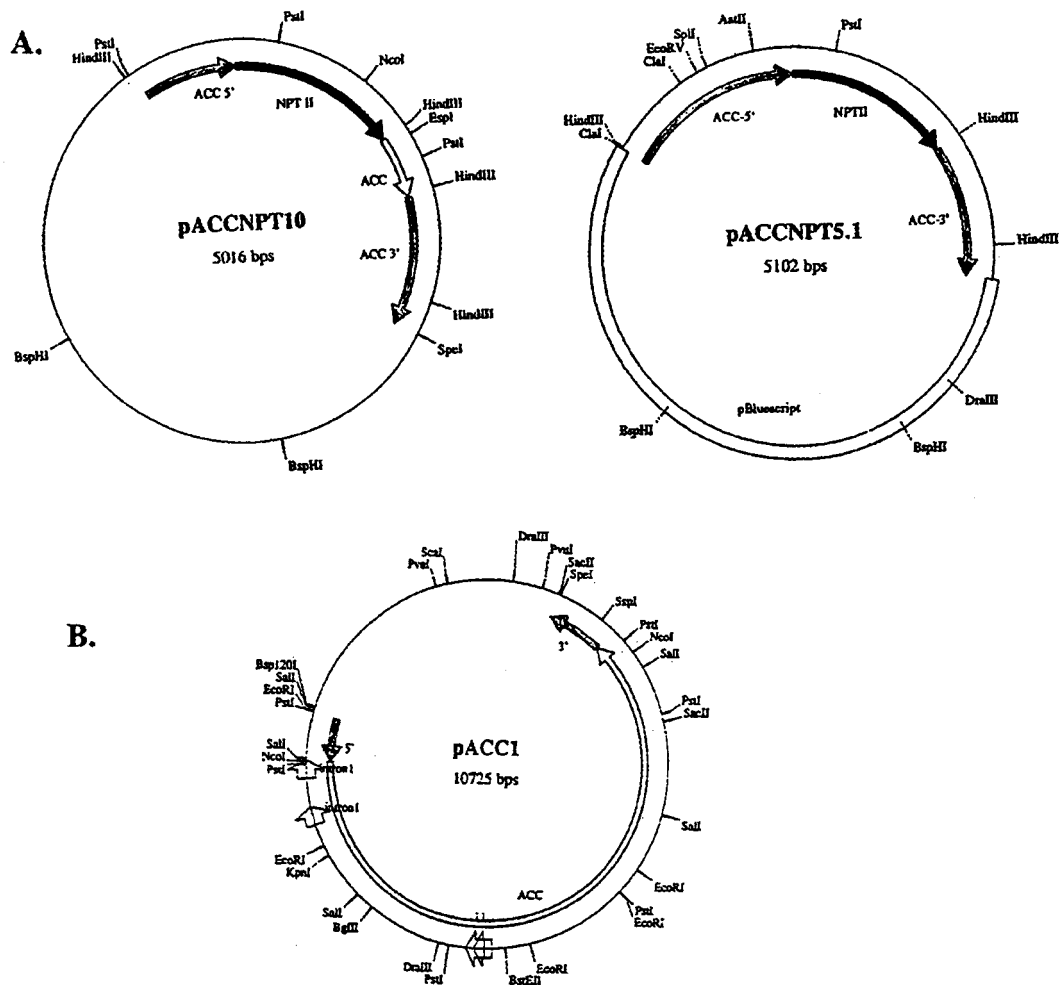 A.
PstI
PstI
HindIII
NcoI
ACC 5'
NPT II
HindIII
EspI
PstI
ACC
HindIII
pACCNPT10
5016 bps
ACC 3'
HindIII
SpeI
BspHI
BspHI
AatII
SalI
EcoRV
ClaI
PstI
ACC-5'
NPTII
HindIII
ClaI
HindIII
ACC-3'
pACCNPT5.1
5102 bps
HindIII
DraIII
pBluescript
BspHI
BspHI
B.
DraIII
PvuI
SacII
SpeI
ScaI
PvuI
SspI
PstI
NcoI
SalI
3'
Bsp120I
SalI
EcoRI
PstI
PstI
SacII
5'
SalI
NcoI
PstI
intron1
pACC1
10725 bps
intron1
SalI
EcoRI
KpnI
EcoRI
ACC
PstI
EcoRI
SalI
BglII
DraIII
PstI
EcoRI
BstEII